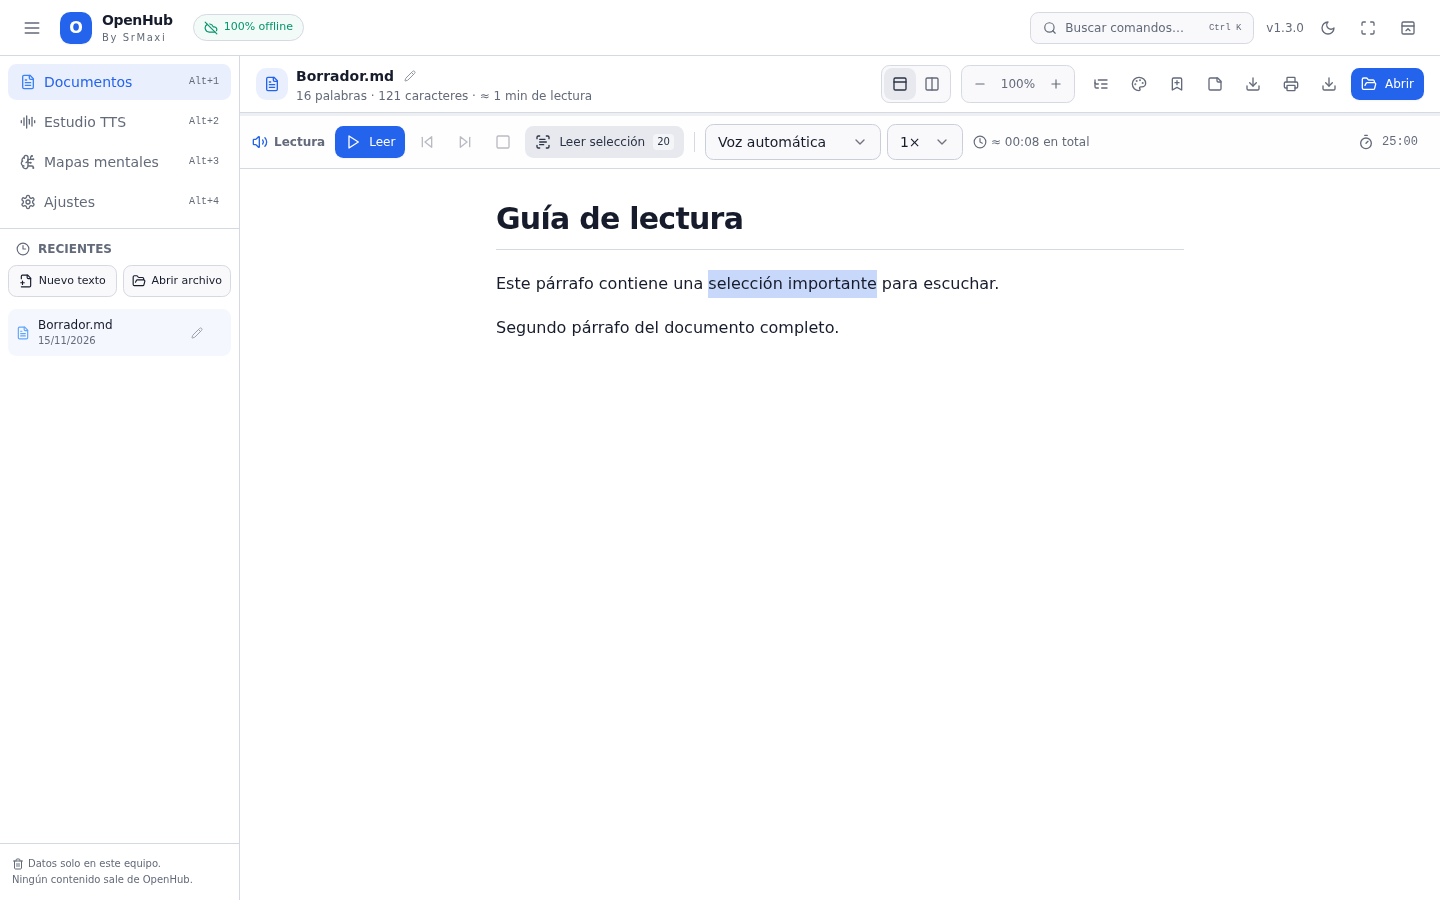 O
OpenHub
By SrMaxi
100% offline
Buscar comandos...
Ctrl K
v1.3.0
Documentos Alt+1
Estudio TTS Alt+2
Mapas mentales Alt+3
Ajustes Alt+4
RECIENTES
Nuevo texto
Abrir archivo
Borrador.md
15/11/2026
Datos solo en este equipo.
Ningún contenido sale de OpenHub.
Borrador.md
16 palabras · 121 caracteres · ≈ 1 min de lectura
100%
Abrir
Lectura
Leer
Leer selección 20
Voz automática
1×
≈ 00:08 en total
25:00
Guía de lectura
Este párrafo contiene una selección importante para escuchar.
Segundo párrafo del documento completo.